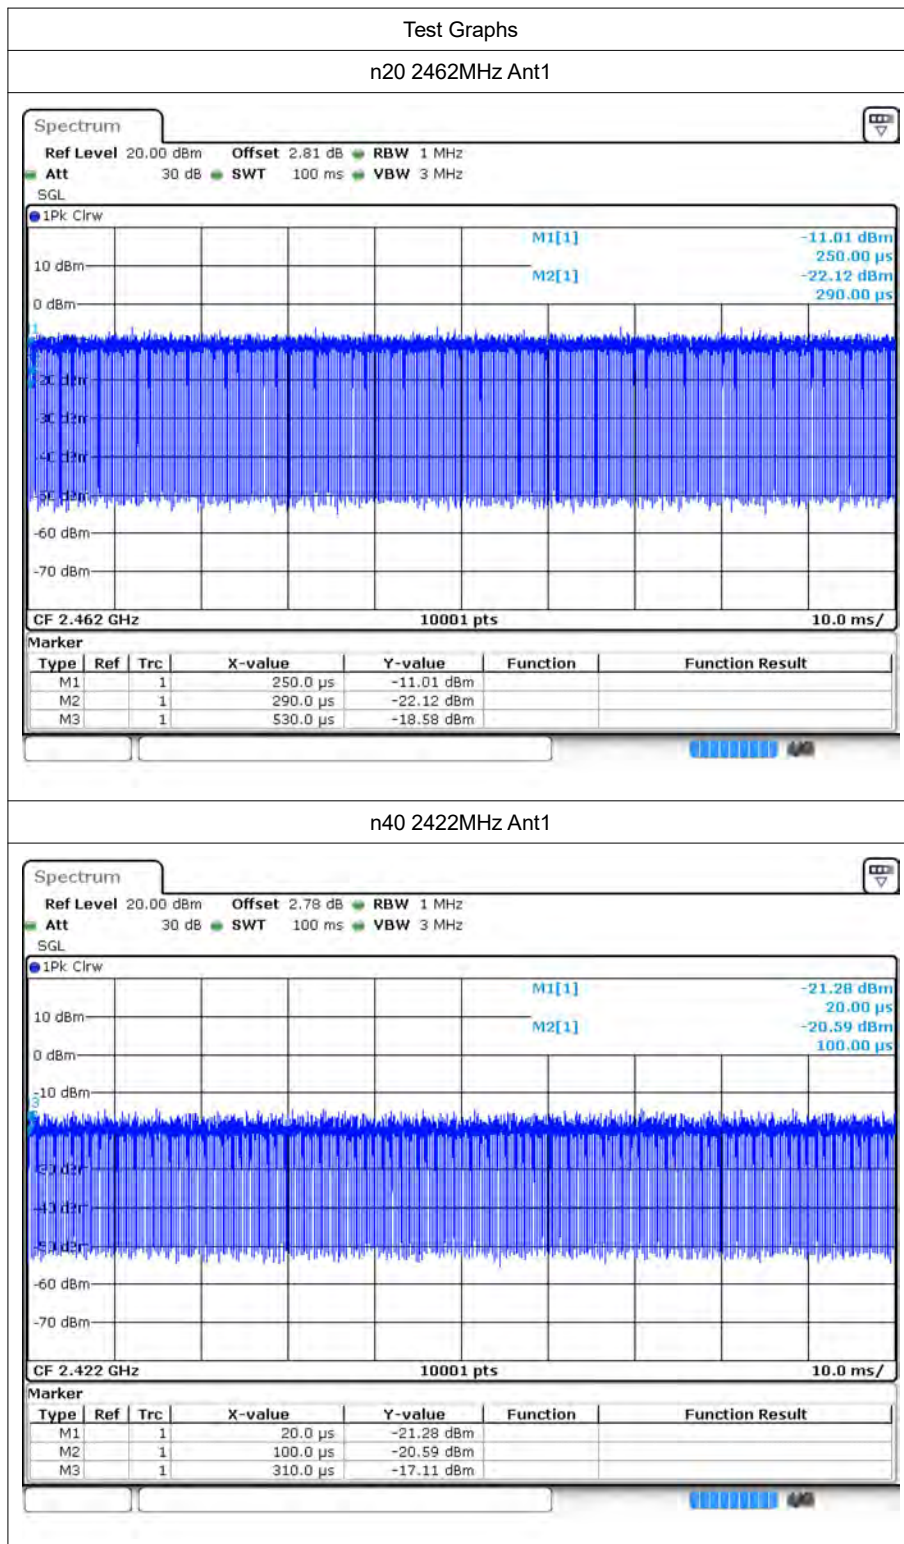 Test Graphs
n20 2462MHz Ant1
Spectrum
Ref Level 20.00 dBm Offset 2.81 dB RBW 1 MHz
Att 30 dB SWT 100 ms VBW 3 MHz
SGL
1Pk Clrw
M1[1] -11.01 dBm
250.00 µs
10 dBm
M2[1] -22.12 dBm
290.00 µs
0 dBm
-60 dBm
-70 dBm
CF 2.462 GHz 10001 pts 10.0 ms/
Marker
Type Ref Trc X-value Y-value Function Function Result
M1 1 250.0 µs -11.01 dBm
M2 1 290.0 µs -22.12 dBm
M3 1 530.0 µs -18.58 dBm
n40 2422MHz Ant1
Spectrum
Ref Level 20.00 dBm Offset 2.78 dB RBW 1 MHz
Att 30 dB SWT 100 ms VBW 3 MHz
SGL
1Pk Clrw
M1[1] -21.28 dBm
20.00 µs
10 dBm
M2[1] -20.59 dBm
100.00 µs
0 dBm
-10 dBm
-60 dBm
-70 dBm
CF 2.422 GHz 10001 pts 10.0 ms/
Marker
Type Ref Trc X-value Y-value Function Function Result
M1 1 20.0 µs -21.28 dBm
M2 1 100.0 µs -20.59 dBm
M3 1 310.0 µs -17.11 dBm